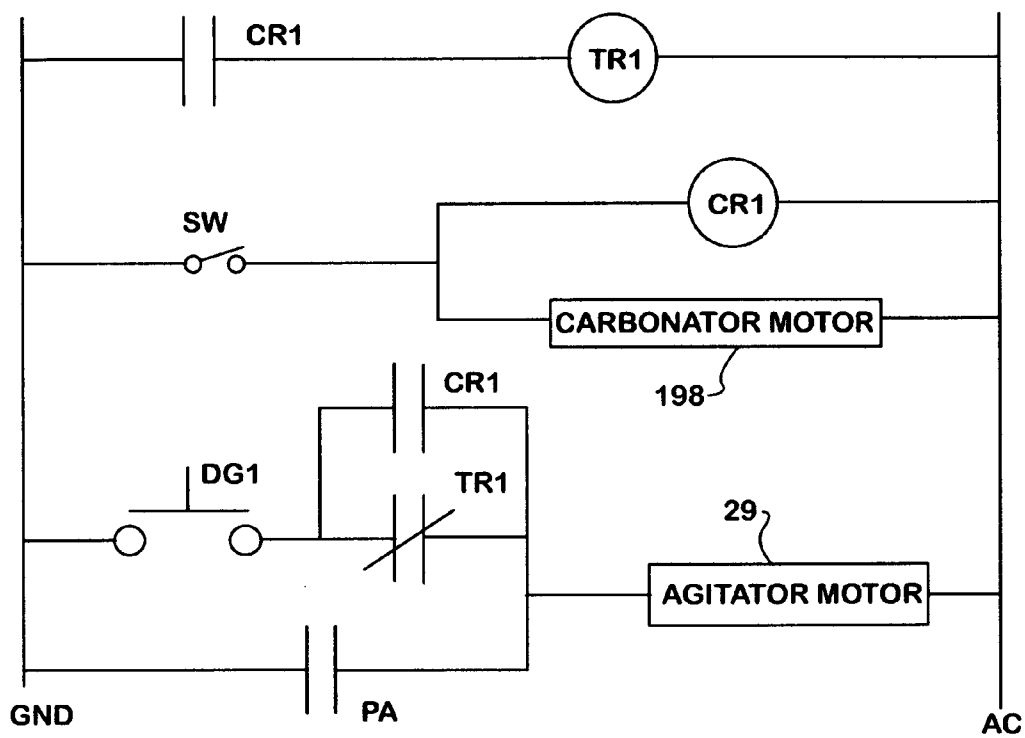 CR1
TR1
CR1
SW
CARBONATOR MOTOR
198
CR1
DG1
TR1
29
AGITATOR MOTOR
PA
GND
AC